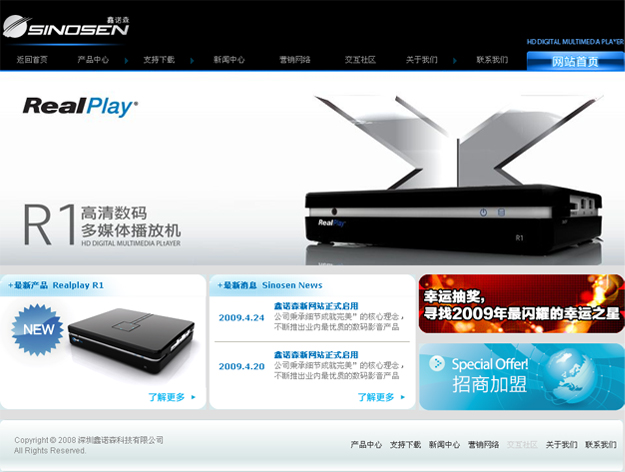 鑫诺森
SINOSEN
HD DIGITAL MULTIMEDIA PLAYER
返回首页 产品中心 支持下载 新闻中心 营销网络 交互社区 关于我们 联系我们 网站首页
RealPlay
R1 高清数码
多媒体播放机
HD DIGITAL MULTIMEDIA PLAYER
RealPlay
R1
+最新产品 Realplay R1
NEW
了解更多
+最新消息 Sinosen News
鑫诺森新网站正式启用
2009.4.24 公司秉承细节成就完美"的核心理念,
不断推出业内最优质的数码影音产品
鑫诺森新网站正式启用
2009.4.20 公司秉承细节成就完美"的核心理念,
不断推出业内最优质的数码影音产品
了解更多
幸运抽奖,
寻找2009年最闪耀的幸运之星
Special Offer!
招商加盟
Copyright © 2008 深圳鑫诺森科技有限公司
All Rights Reserved.
产品中心 支持下载 新闻中心 营销网络 交互社区 关于我们 联系我们